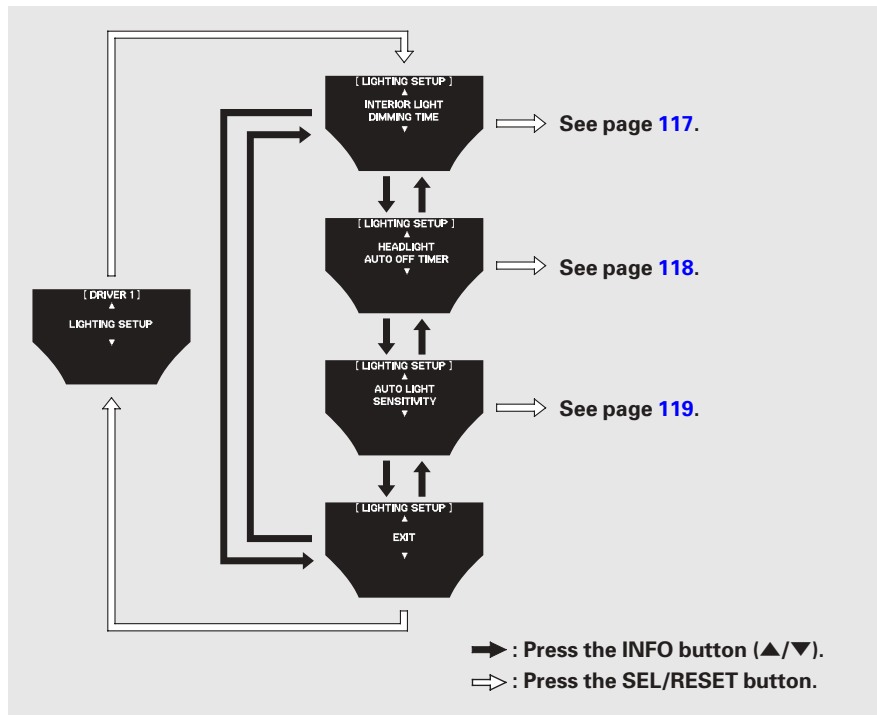 [ LIGHTING SETUP ]
▲
INTERIOR LIGHT
DIMMING TIME
▼
See page 117.
[ LIGHTING SETUP ]
▲
HEADLIGHT
AUTO OFF TIMER
▼
See page 118.
[ DRIVER 1 ]
▲
LIGHTING SETUP
▼
[ LIGHTING SETUP ]
▲
AUTO LIGHT
SENSITIVITY
▼
See page 119.
[ LIGHTING SETUP ]
▲
EXIT
▼
: Press the INFO button (▲/▼).
: Press the SEL/RESET button.